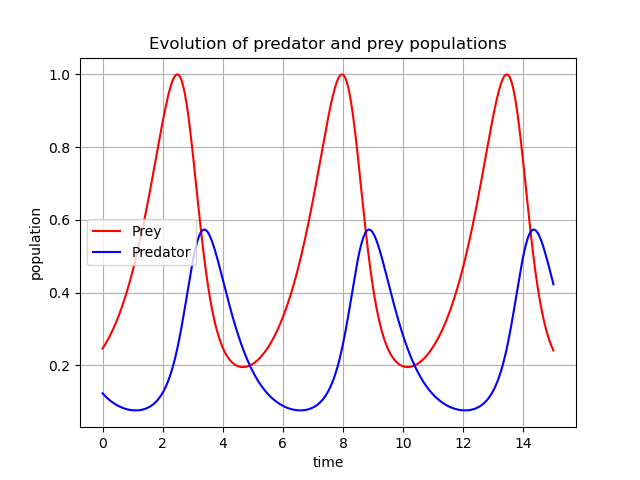 Evolution of predator and prey populations
population
1.0
0.8
0.6
0.4
0.2
Prey
Predator
0 2 4 6 8 10 12 14
time